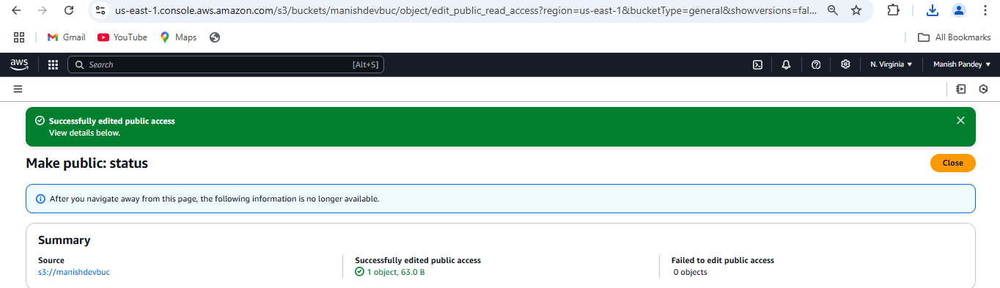 us-east-1.console.aws.amazon.com/s3/buckets/manishdevbuc/object/edit_public_read_access?region=us-east-1&bucketType=general&showversions=fal...
Gmail YouTube Maps All Bookmarks
aws Search [Alt+S] N. Virginia Manish Pandey
Successfully edited public access
View details below.
Make public: status Close
After you navigate away from this page, the following information is no longer available.
Summary
Source Successfully edited public access Failed to edit public access
s3://manishdevbuc 1 object, 63.0 B 0 objects